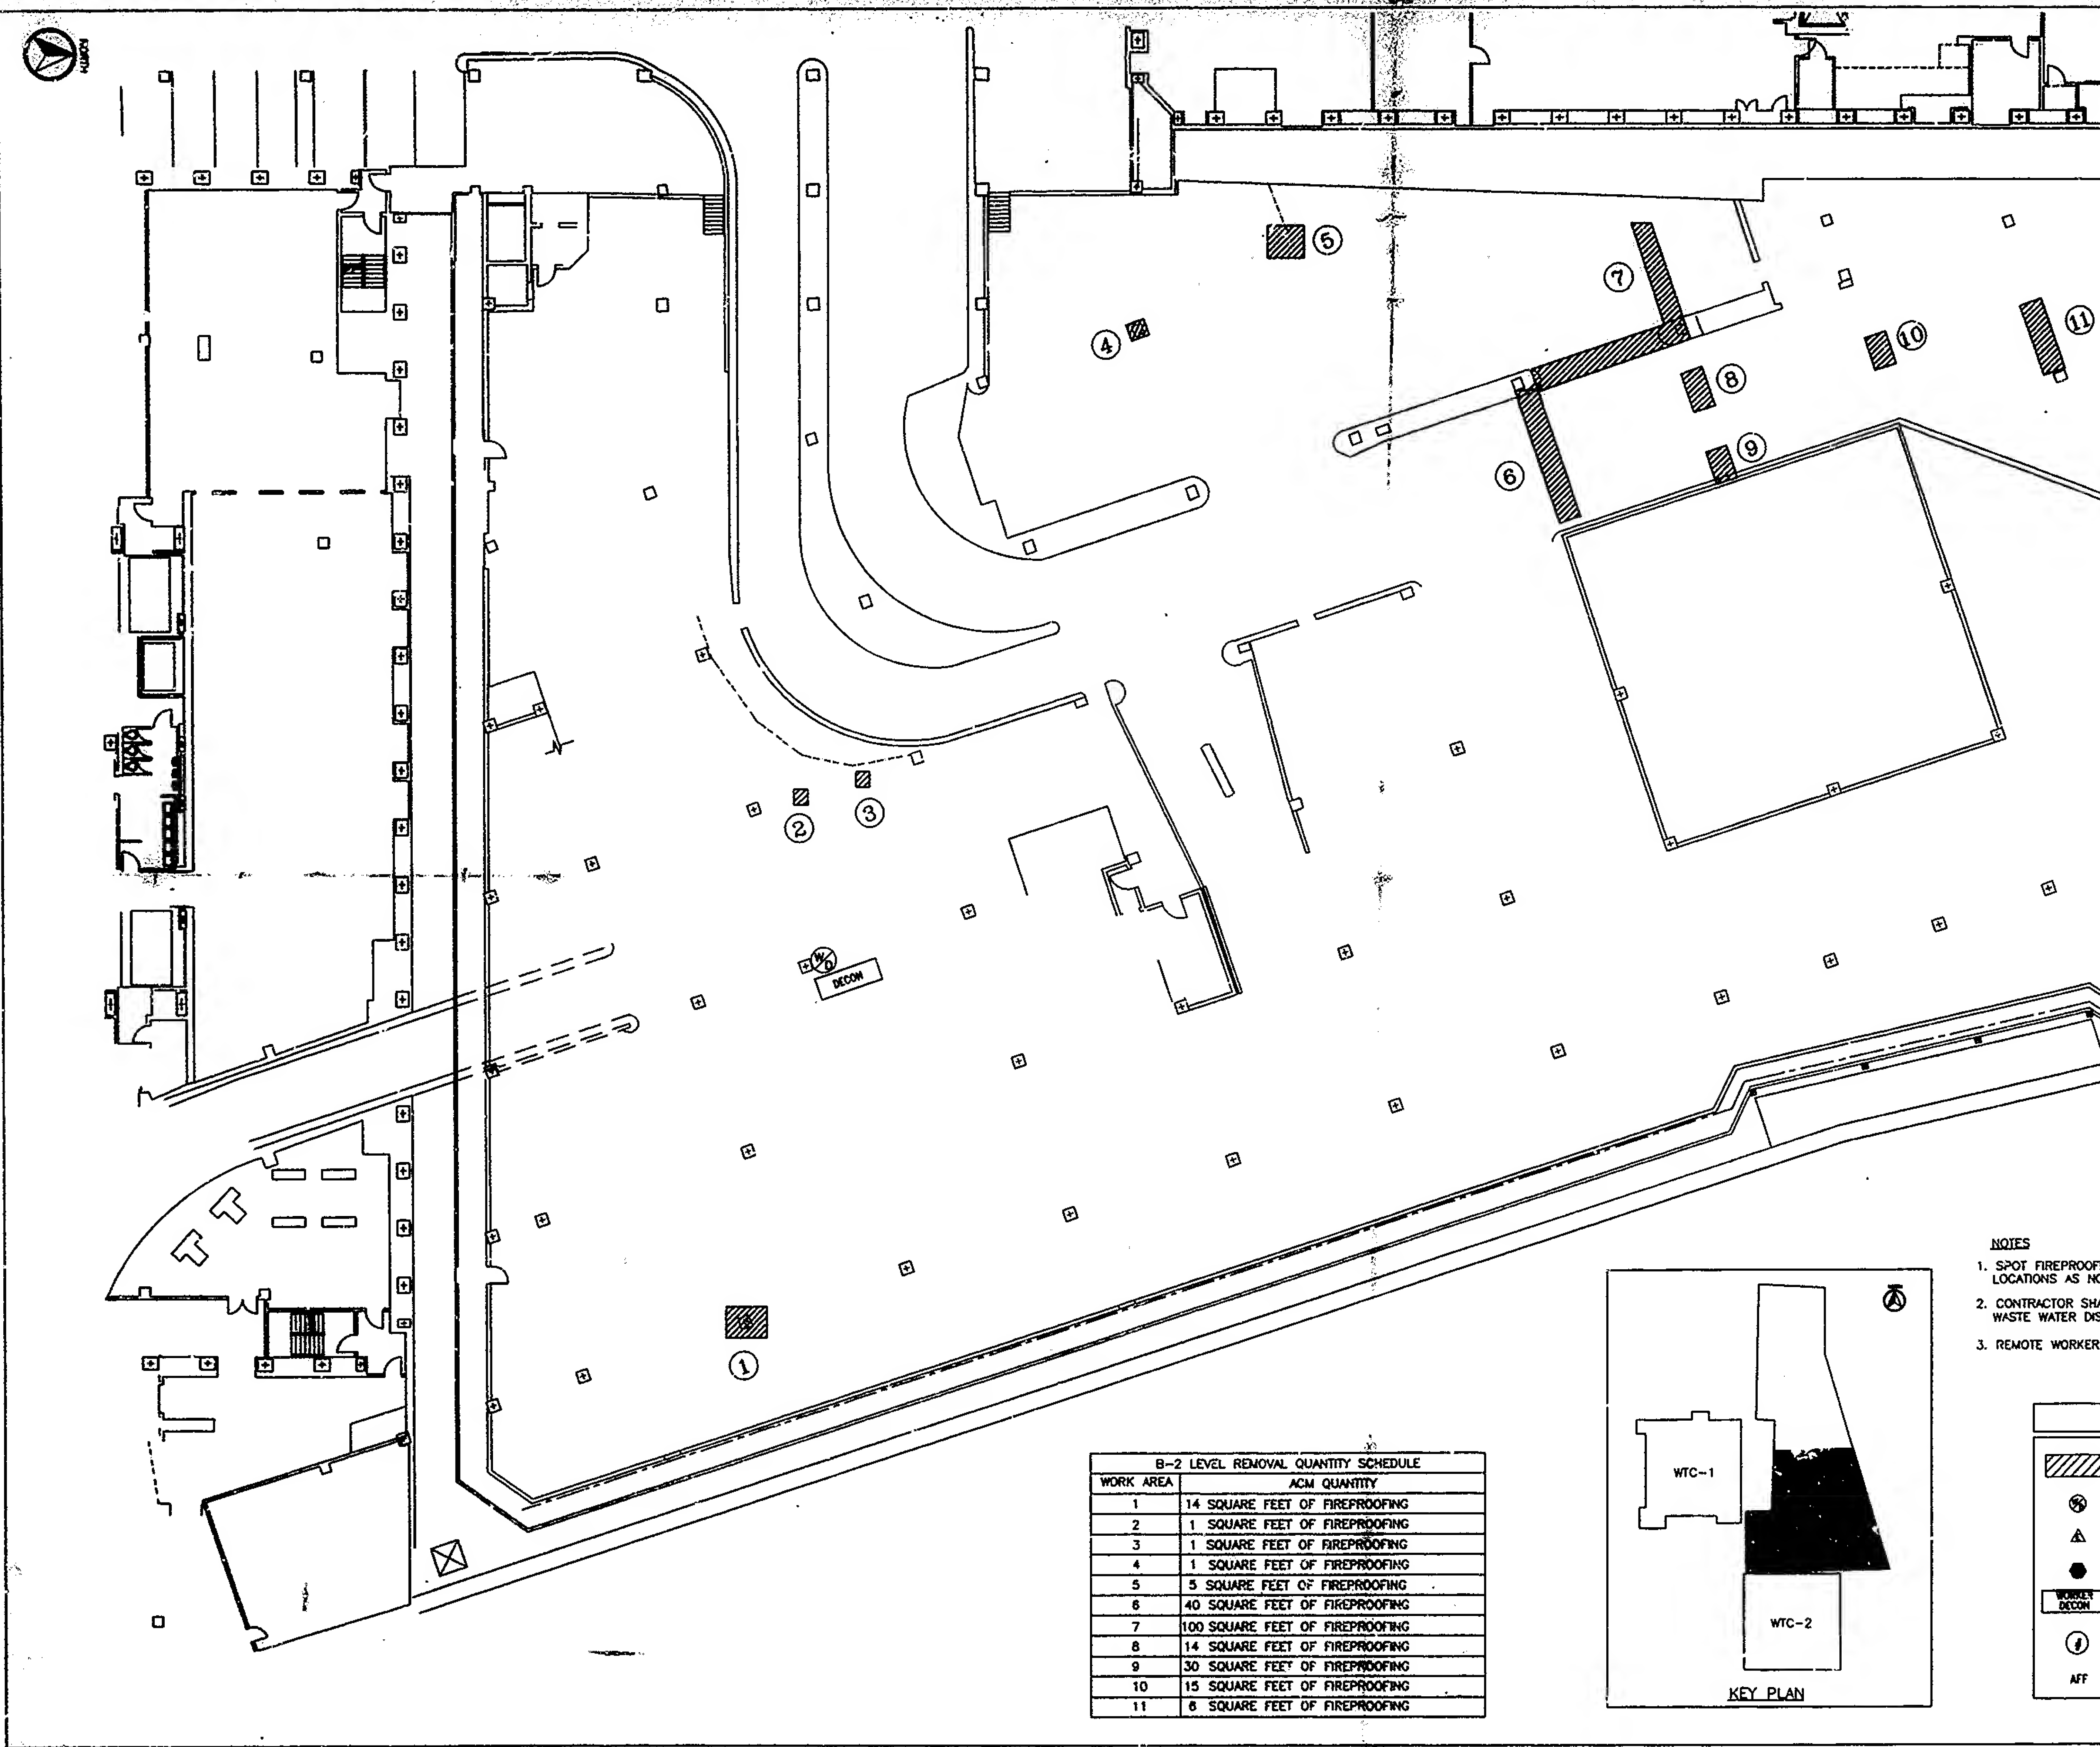 NORTH
5
7
11
10
4
8
9
6
2
3
W/D
DECON
1
NOTES
1. SPOT FIREPROOF
LOCATIONS AS NO
2. CONTRACTOR SHA
WASTE WATER DIS
3. REMOTE WORKER
B-2 LEVEL REMOVAL QUANTITY SCHEDULE
WORK AREA ACM QUANTITY
1 14 SQUARE FEET OF FIREPROOFING
2 1 SQUARE FEET OF FIREPROOFING
3 1 SQUARE FEET OF FIREPROOFING
4 1 SQUARE FEET OF FIREPROOFING
5 5 SQUARE FEET OF FIREPROOFING
6 40 SQUARE FEET OF FIREPROOFING
7 100 SQUARE FEET OF FIREPROOFING
8 14 SQUARE FEET OF FIREPROOFING
9 30 SQUARE FEET OF FIREPROOFING
10 15 SQUARE FEET OF FIREPROOFING
11 6 SQUARE FEET OF FIREPROOFING
WTC-1
WTC-2
KEY PLAN
WORKER
DECON
#
AFF